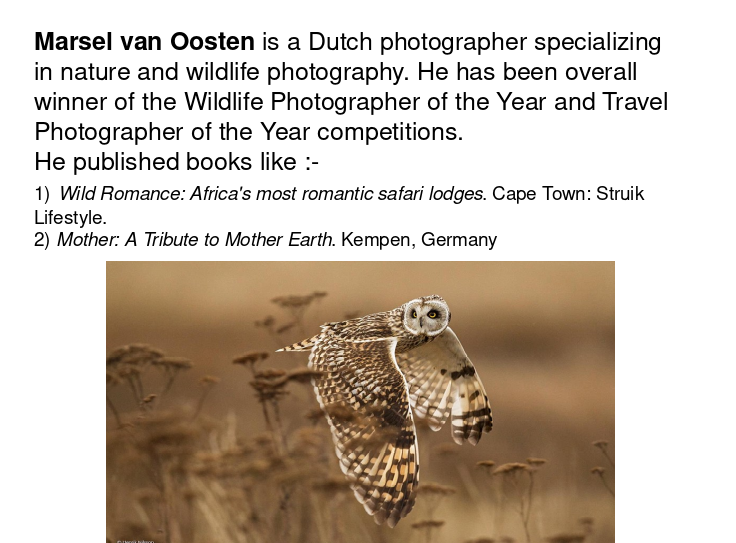 Marsel van Oosten is a Dutch photographer specializing
in nature and wildlife photography. He has been overall
winner of the Wildlife Photographer of the Year and Travel
Photographer of the Year competitions.
He published books like :-
1) Wild Romance: Africa's most romantic safari lodges. Cape Town: Struik
Lifestyle.
2) Mother: A Tribute to Mother Earth. Kempen, Germany